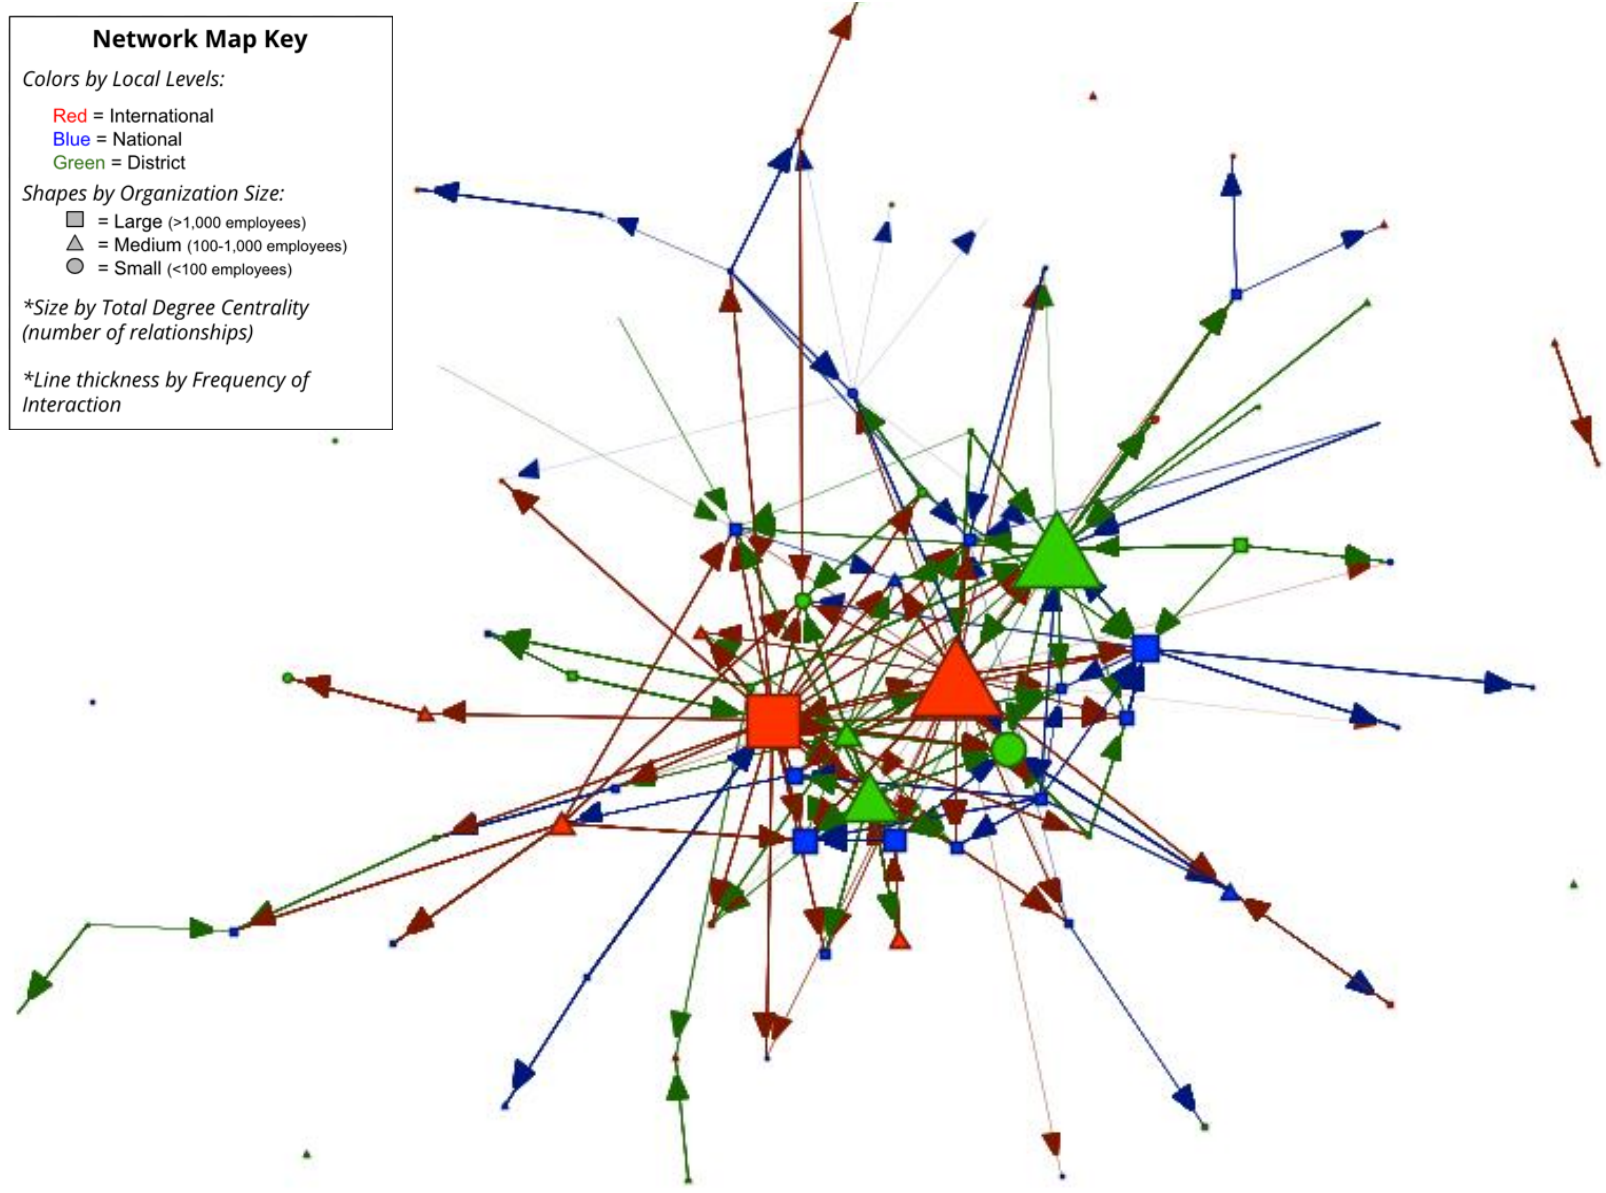 Network Map Key
Colors by Local Levels:
Red = International
Blue = National
Green = District
Shapes by Organization Size:
= Large (>1,000 employees)
= Medium (100-1,000 employees)
= Small (<100 employees)
*Size by Total Degree Centrality
(number of relationships)
*Line thickness by Frequency of
Interaction